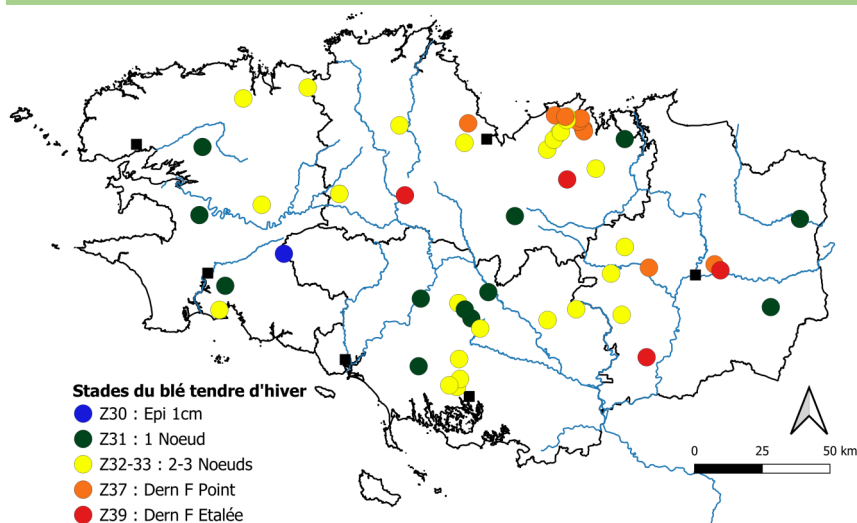 Stades du blé tendre d'hiver
Z30 : Epi 1cm
Z31 : 1 Noeud
Z32-33 : 2-3 Noeuds
Z37 : Dern F Point
Z39 : Dern F Etalée
0 25 50 km